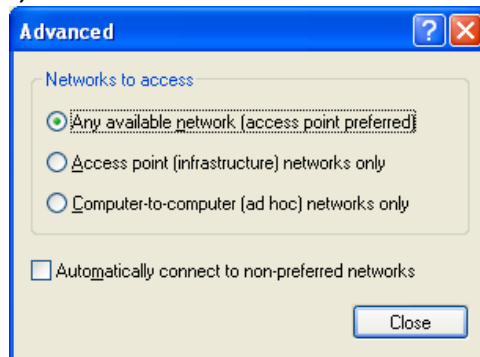 Advanced
?
Networks to access
Any available network (access point preferred)
Access point (infrastructure) networks only
Computer-to-computer (ad hoc) networks only
Automatically connect to non-preferred networks
Close